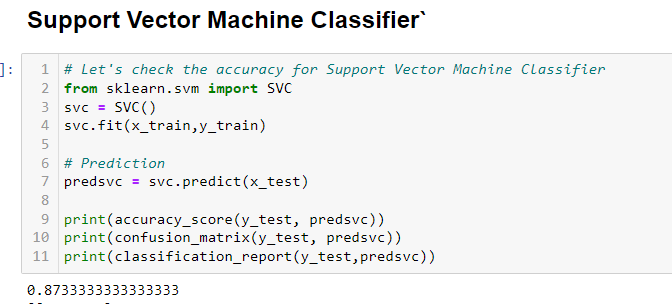 Support Vector Machine Classifier`
]:
1 # Let's check the accuracy for Support Vector Machine Classifier
2 from sklearn.svm import SVC
3 svc = SVC()
4 svc.fit(x_train,y_train)
5
6 # Prediction
7 predsvc = svc.predict(x_test)
8
9 print(accuracy_score(y_test, predsvc))
10 print(confusion_matrix(y_test, predsvc))
11 print(classification_report(y_test,predsvc))
0.8733333333333333